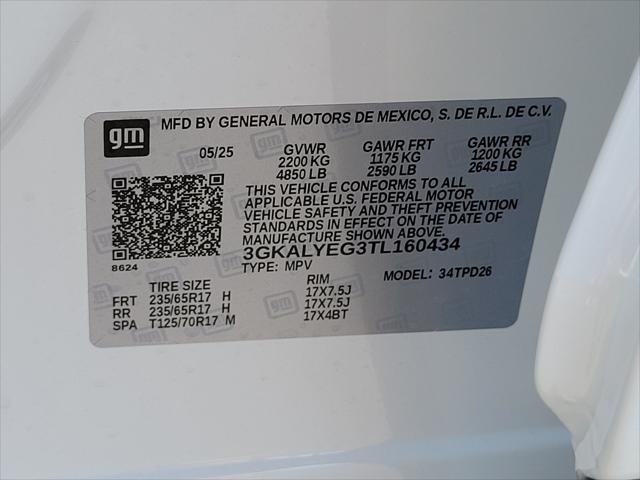 gm MFD BY GENERAL MOTORS DE MEXICO, S. DE R.L. DE C.V.
05/25 GVWR GAWR FRT GAWR RR
2200 KG 1175 KG 1200 KG
4850 LB 2590 LB 2645 LB
THIS VEHICLE CONFORMS TO ALL
APPLICABLE U.S. FEDERAL MOTOR
VEHICLE SAFETY AND THEFT PREVENTION
STANDARDS IN EFFECT ON THE DATE OF
MANUFACTURE SHOWN ABOVE.
3GKALYEG3TL160434
8624 TYPE: MPV MODEL: 34TPD26
TIRE SIZE RIM
FRT 235/65R17 H 17X7.5J
RR 235/65R17 H 17X7.5J
SPA T125/70R17 M 17X4BT